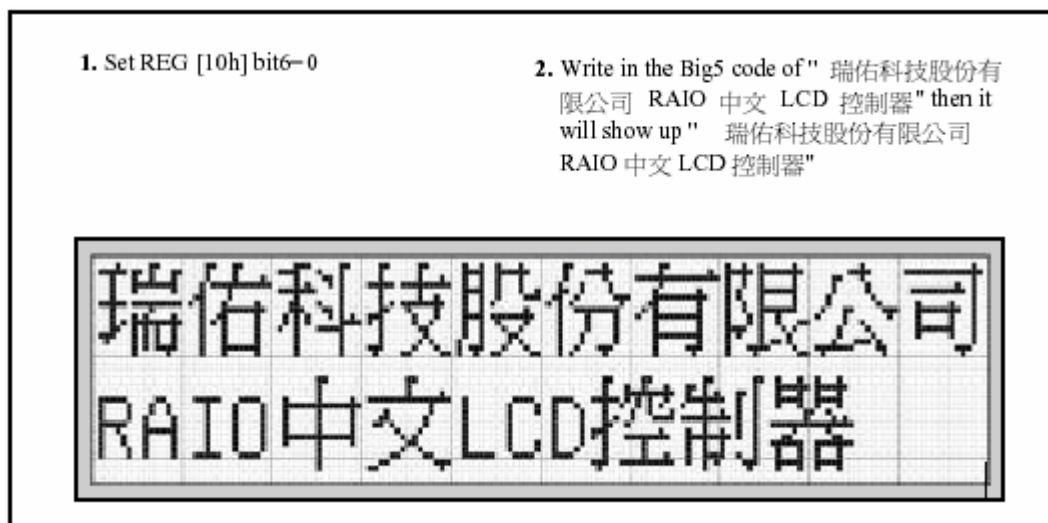 1. Set REG [10h] bit6=0
2. Write in the Big5 code of " 瑞佑科技股份有
限公司 RAIO 中文 LCD 控制器" then it
will show up " 瑞佑科技股份有限公司
RAIO 中文 LCD 控制器"
瑞佑科技股份有限公司
RAIO中文LCD控制器